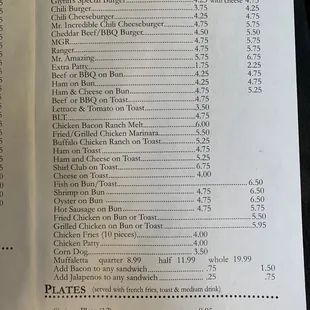 Special Burger 4.25 with cheese 4.75
Chili Burger 3.75 4.25
Chili Cheeseburger 4.25 4.75
Mr. Incredible Chili Cheeseburger 4.75 5.75
Cheddar Beef/BBQ Burger 4.50 5.50
MGR 4.75 5.75
Ranger 4.75 5.75
Mr. Amazing 5.75 6.75
Extra Patty 1.75 2.25
Beef or BBQ on Bun 4.25 4.75
Ham on Bun 4.25 4.75
Ham & Cheese on Bun 4.75 5.25
Beef or BBQ on Toast 4.75
Lettuce & Tomato on Toast 3.50
BLT 4.75
Chicken Bacon Ranch Melt 6.00
Fried/Grilled Chicken Marinara 5.50
Buffalo Chicken Ranch on Toast 5.25
Ham on Toast 4.75
Ham and Cheese on Toast 5.25
Shirl Club on Toast 6.75
Cheese on Toast 4.00
Fish on Bun/Toast 6.50
Shrimp on Bun 4.75 6.50
Oyster on Bun 4.75 6.50
Hot Sausage on Bun 4.75 5.75
Fried Chicken on Bun or Toast 5.50
Grilled Chicken on Bun or Toast 5.95
Chicken Fries (10 pieces) 4.00
Chicken Patty 4.00
Corn Dog 3.50
Muffaletta quarter 8.99 half 11.99 whole 19.99
Add Bacon to any sandwich .75 1.50
Add Jalapenos to any sandwich .25 .75
PLATES (served with french fries, toast & medium drink)